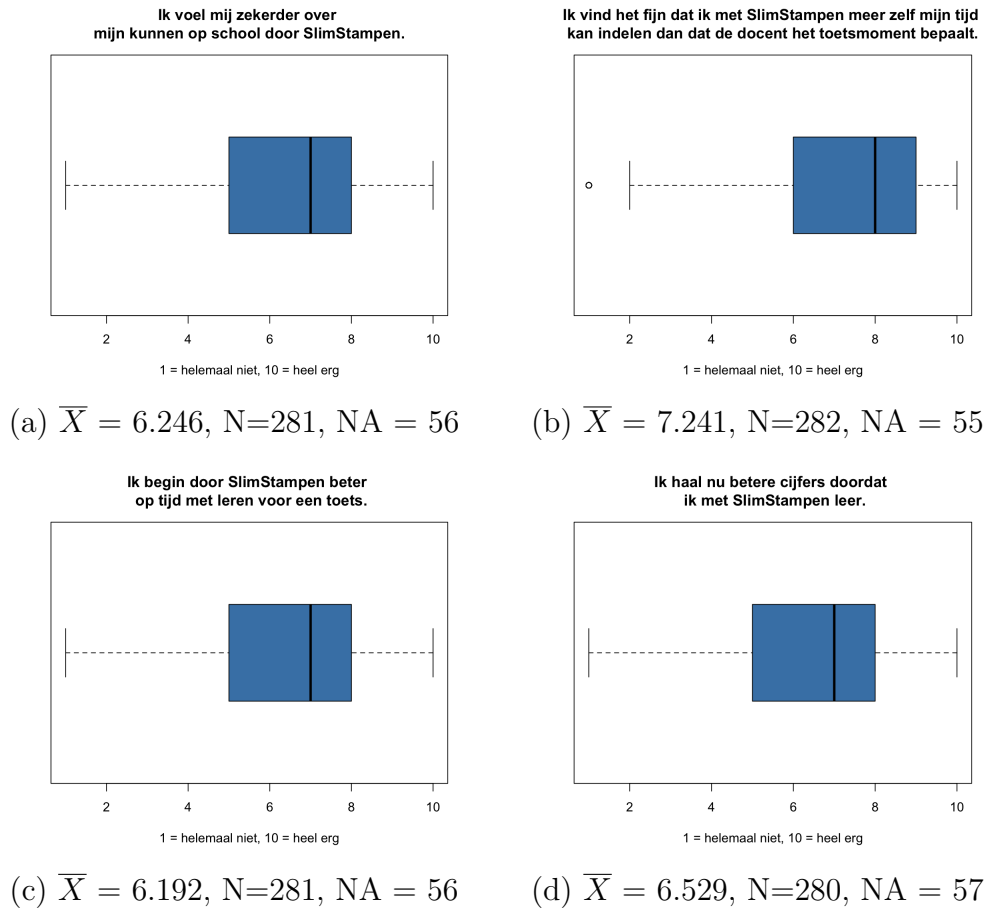 Ik voel mij zekerder over
mijn kunnen op school door SlimStampen.
2 4 6 8 10
1 = helemaal niet, 10 = heel erg
(a) X̅ = 6.246, N=281, NA = 56
Ik vind het fijn dat ik met SlimStampen meer zelf mijn tijd
kan indelen dan dat de docent het toetsmoment bepaalt.
2 4 6 8 10
1 = helemaal niet, 10 = heel erg
(b) X̅ = 7.241, N=282, NA = 55
Ik begin door SlimStampen beter
op tijd met leren voor een toets.
2 4 6 8 10
1 = helemaal niet, 10 = heel erg
(c) X̅ = 6.192, N=281, NA = 56
Ik haal nu betere cijfers doordat
ik met SlimStampen leer.
2 4 6 8 10
1 = helemaal niet, 10 = heel erg
(d) X̅ = 6.529, N=280, NA = 57